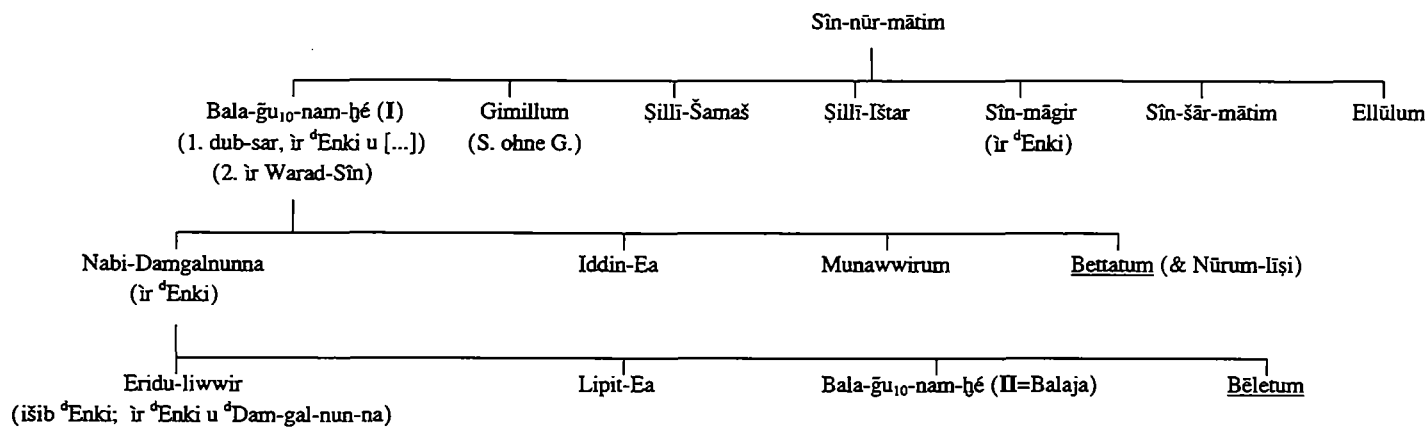 Sîn-nūr-mātim
Bala-g̃u₁₀-nam-ḫé (I) Gimillum Ṣillī-Šamaš Ṣillī-Ištar Sîn-māgir Sîn-šār-mātim Ellūlum
(1. dub-sar, ìr ᵈEnki u [...]) (S. ohne G.) (ìr ᵈEnki)
(2. ìr Warad-Sîn)
Nabi-Damgalnunna Iddin-Ea Munawwirum Bettatum (& Nūrum-līṣi)
(ìr ᵈEnki)
Eridu-liwwir Lipit-Ea Bala-g̃u₁₀-nam-ḫé (II=Balaja) Bēletum
(išib ᵈEnki; ìr ᵈEnki u ᵈDam-gal-nun-na)